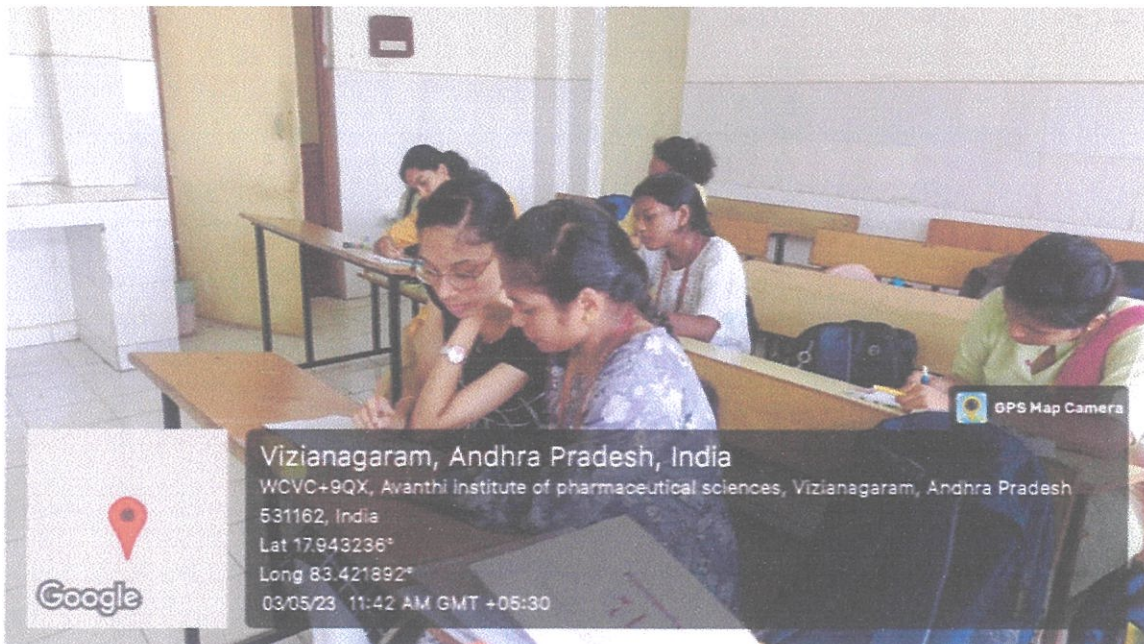 GPS Map Camera
Vizianagaram, Andhra Pradesh, India
WCVC+9QX, Avanthi institute of pharmaceutical sciences, Vizianagaram, Andhra Pradesh
531162, India
Lat 17.943236°
Long 83.421892°
03/05/23 11:42 AM GMT +05:30
Google